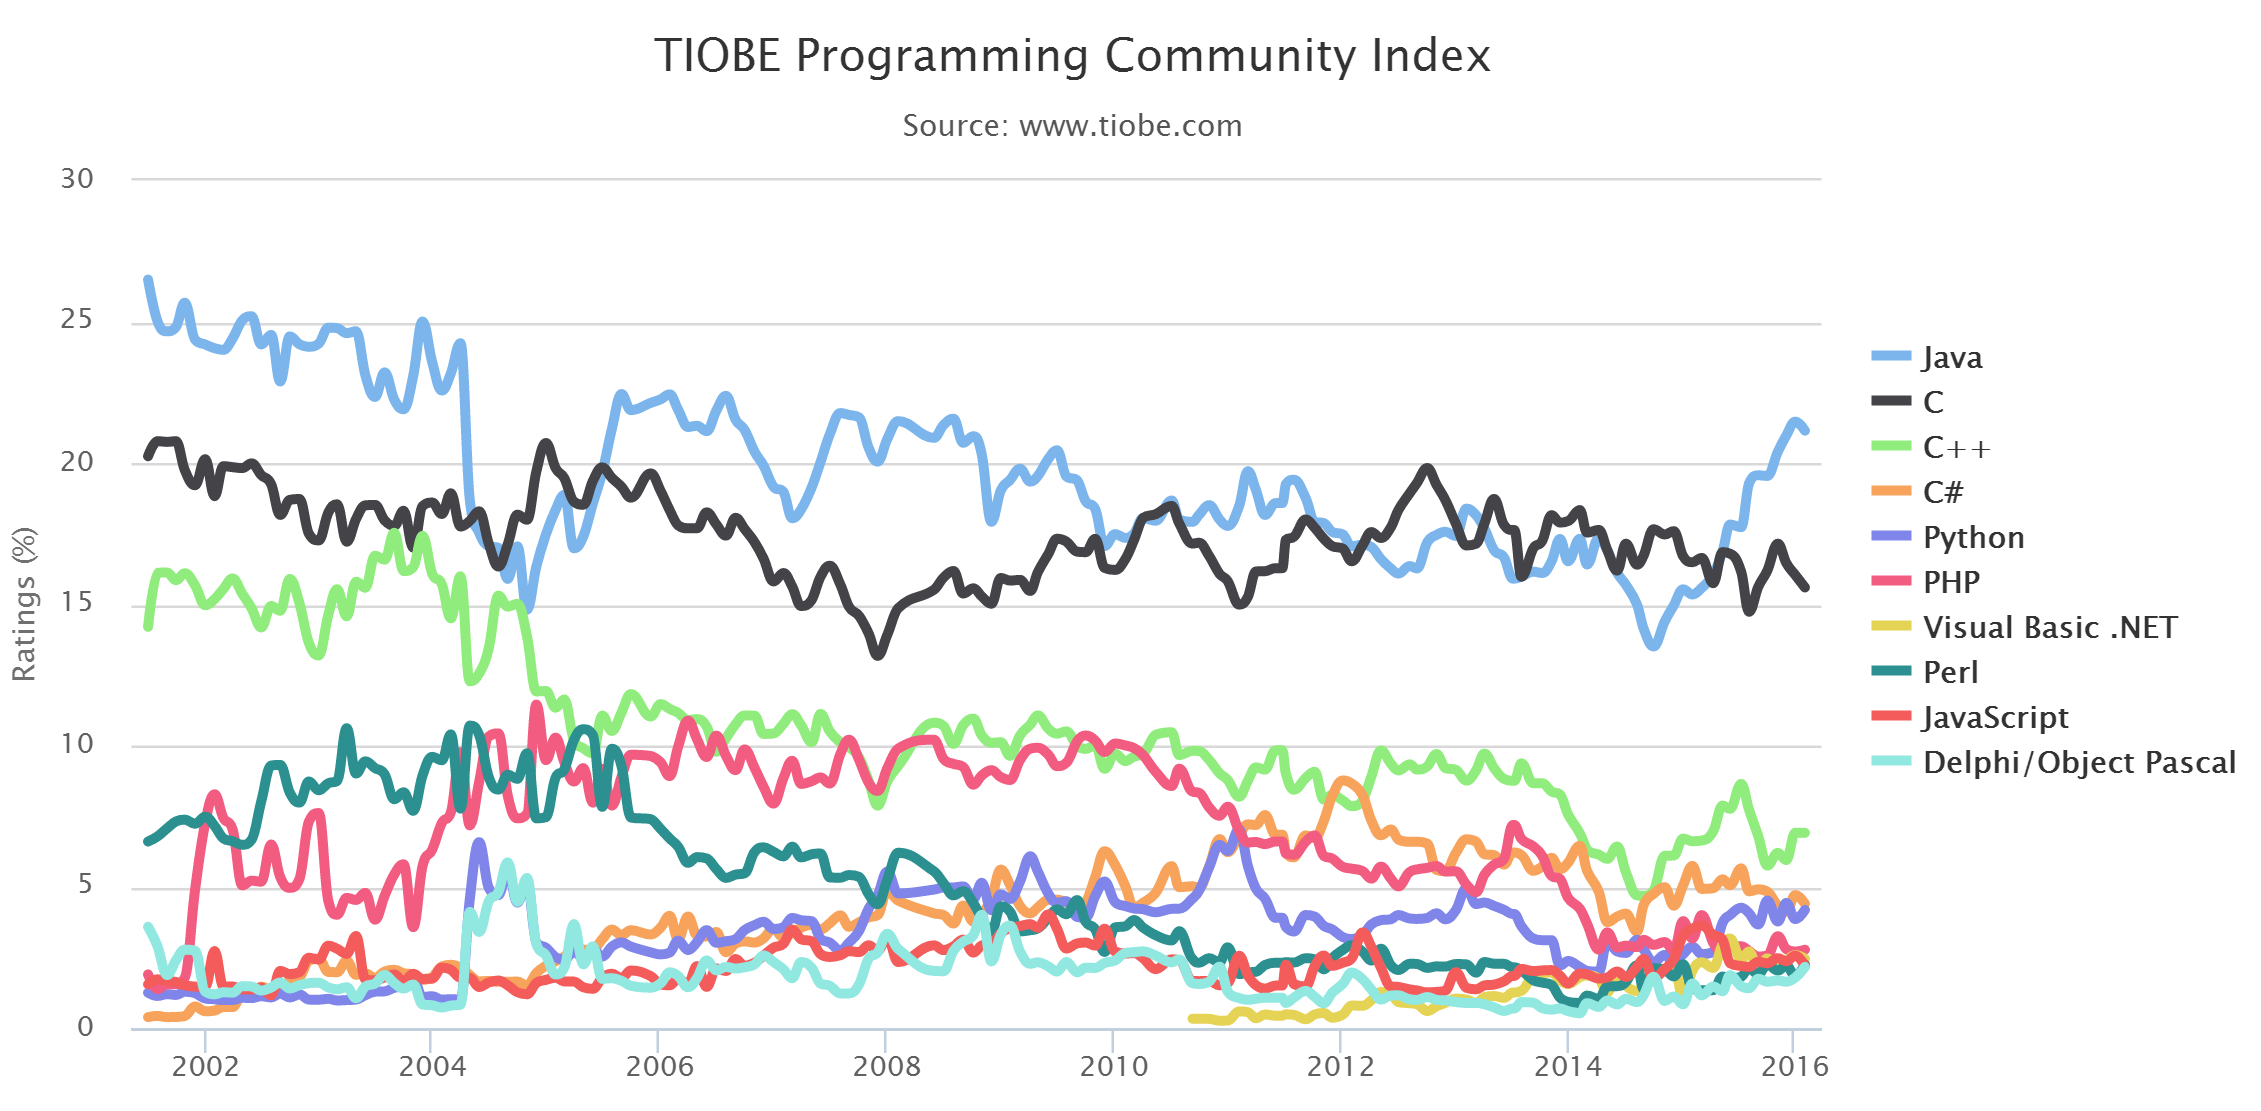 TIOBE Programming Community Index
Source: www.tiobe.com
Ratings (%)
30
25
20
15
10
5
0
2002 2004 2006 2008 2010 2012 2014 2016
Java
C
C++
C#
Python
PHP
Visual Basic .NET
Perl
JavaScript
Delphi/Object Pascal